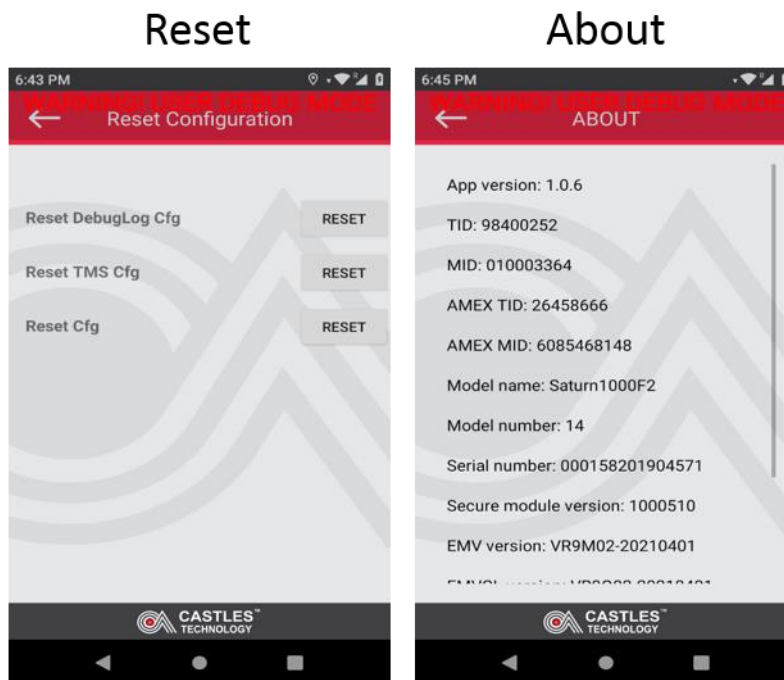 Reset
About
6:43 PM
WARNING! USER DEBUG MODE
Reset Configuration
Reset DebugLog Cfg
RESET
Reset TMS Cfg
RESET
Reset Cfg
RESET
CASTLES™
TECHNOLOGY
6:45 PM
WARNING! USER DEBUG MODE
ABOUT
App version: 1.0.6
TID: 98400252
MID: 010003364
AMEX TID: 26458666
AMEX MID: 6085468148
Model name: Saturn1000F2
Model number: 14
Serial number: 000158201904571
Secure module version: 1000510
EMV version: VR9M02-20210401
CASTLES™
TECHNOLOGY